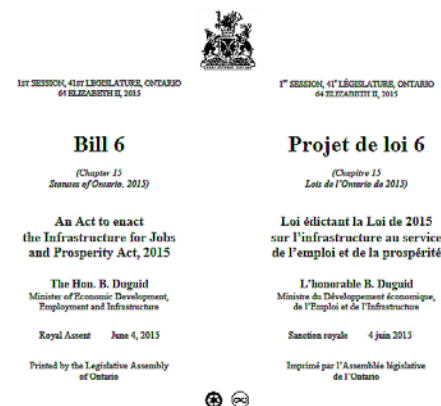 1ST SESSION, 41ST LEGISLATURE, ONTARIO
64 ELIZABETH II, 2015
Bill 6
(Chapter 15
Statutes of Ontario, 2015)
An Act to enact
the Infrastructure for Jobs
and Prosperity Act, 2015
The Hon. B. Duguid
Minister of Economic Development,
Employment and Infrastructure
Royal Assent June 4, 2015
Printed by the Legislative Assembly
of Ontario
1re SESSION, 41e LÉGISLATURE, ONTARIO
64 ELIZABETH II, 2015
Projet de loi 6
(Chapitre 15
Lois de l'Ontario de 2015)
Loi édictant la Loi de 2015
sur l'infrastructure au service
de l'emploi et de la prospérité
L'honorable B. Duguid
Ministre du Développement économique,
de l'Emploi et de l'Infrastructure
Sanction royale 4 juin 2015
Imprimé par l'Assemblée législative
de l'Ontario